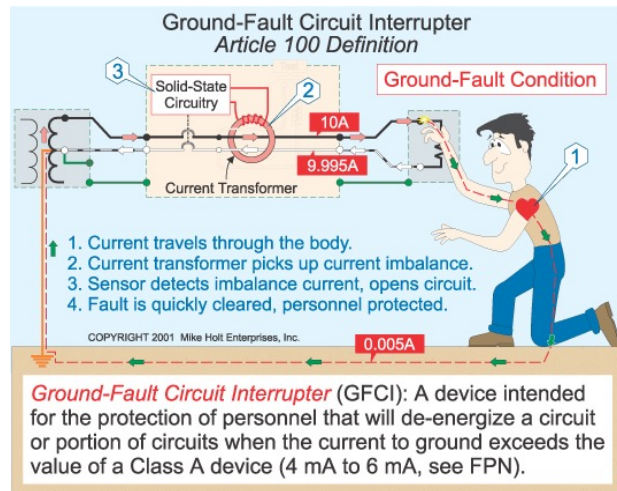 Ground-Fault Circuit Interrupter
Article 100 Definition
3
Solid-State
Circuitry
2
Ground-Fault Condition
10A
9.995A
1
Current Transformer
1. Current travels through the body.
2. Current transformer picks up current imbalance.
3. Sensor detects imbalance current, opens circuit.
4. Fault is quickly cleared, personnel protected.
COPYRIGHT 2001 Mike Holt Enterprises, Inc.
0.005A
Ground-Fault Circuit Interrupter (GFCI): A device intended
for the protection of personnel that will de-energize a circuit
or portion of circuits when the current to ground exceeds the
value of a Class A device (4 mA to 6 mA, see FPN).